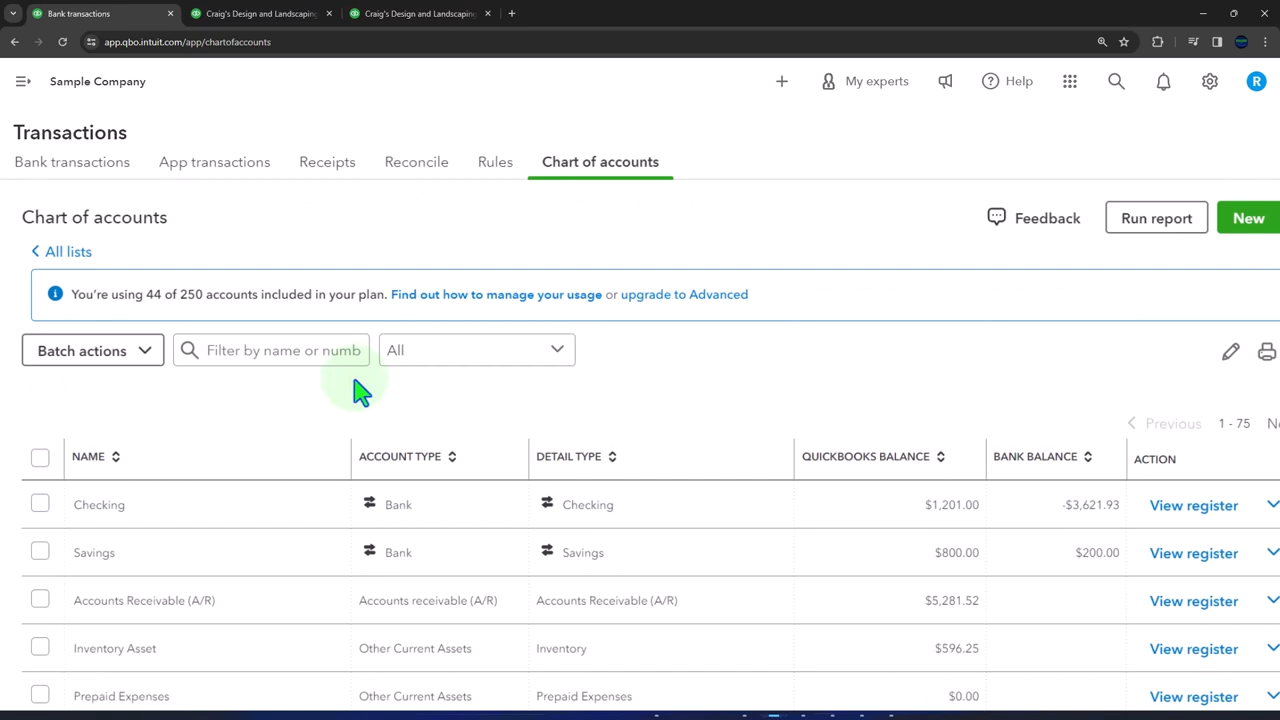 Bank transactions
Craig's Design and Landscaping
Craig's Design and Landscaping
app.qbo.intuit.com/app/chartofaccounts
Sample Company
My experts
Help
R
Transactions
Bank transactions App transactions Receipts Reconcile Rules Chart of accounts
Chart of accounts
Feedback
Run report
New
All lists
You're using 44 of 250 accounts included in your plan. Find out how to manage your usage or upgrade to Advanced
Batch actions
Filter by name or numb
All
Previous 1 - 75
NAME ACCOUNT TYPE DETAIL TYPE QUICKBOOKS BALANCE BANK BALANCE ACTION
Checking Bank Checking $1,201.00 -$3,621.93 View register
Savings Bank Savings $800.00 $200.00 View register
Accounts Receivable (A/R) Accounts receivable (A/R) Accounts Receivable (A/R) $5,281.52 View register
Inventory Asset Other Current Assets Inventory $596.25 View register
Prepaid Expenses Other Current Assets Prepaid Expenses $0.00 View register